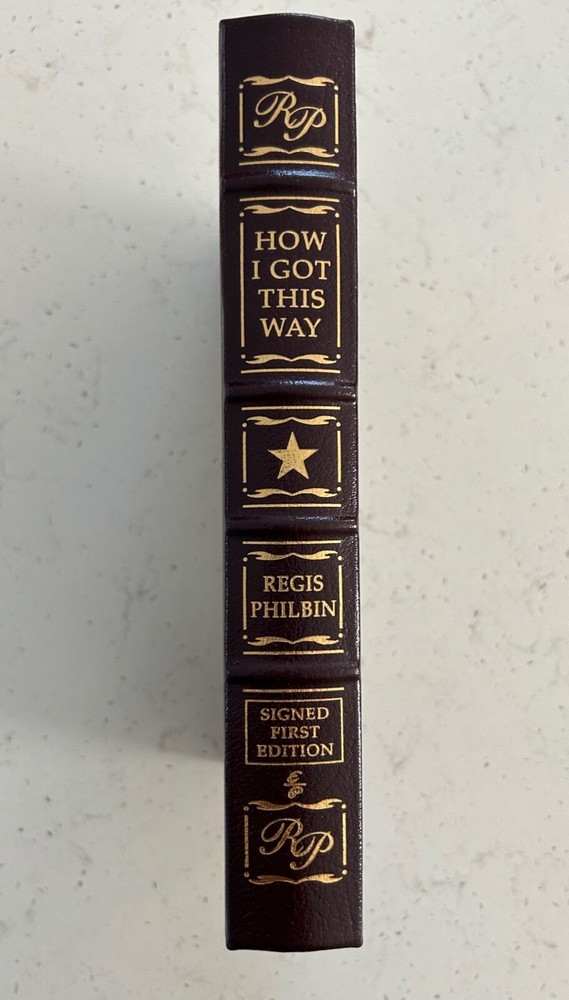 RP
HOW
I GOT
THIS
WAY
REGIS
PHILBIN
SIGNED
FIRST
EDITION
RP